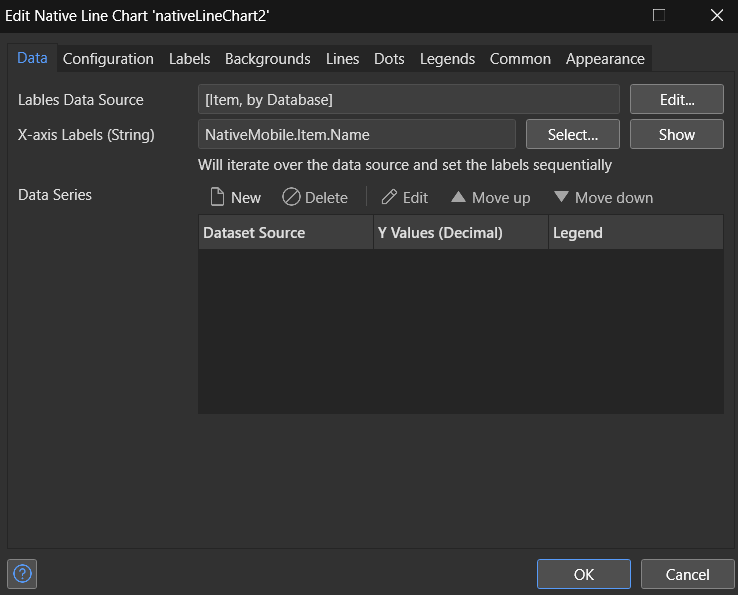 Edit Native Line Chart 'nativeLineChart2'
Data Configuration Labels Backgrounds Lines Dots Legends Common Appearance
Lables Data Source [Item, by Database] Edit...
X-axis Labels (String) NativeMobile.Item.Name Select... Show
Will iterate over the data source and set the labels sequentially
Data Series New Delete Edit Move up Move down
Dataset Source Y Values (Decimal) Legend
? OK Cancel